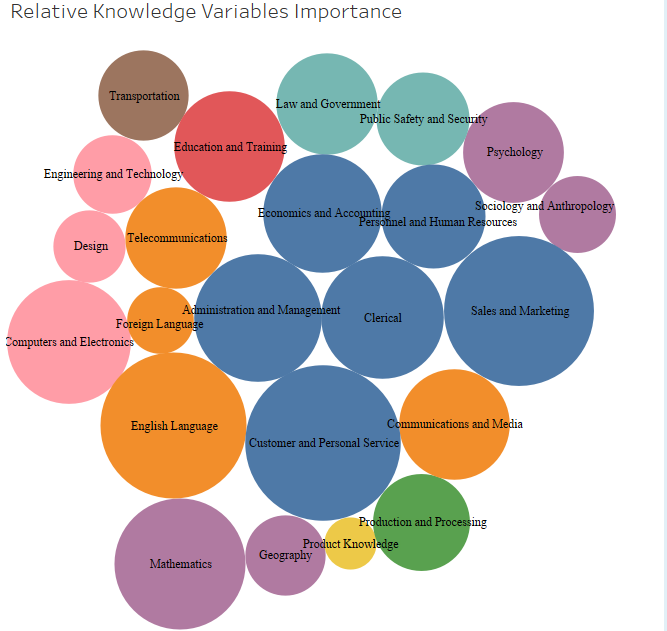 Relative Knowledge Variables Importance
Transportation
Law and Government
Public Safety and Security
Education and Training
Psychology
Engineering and Technology
Sociology and Anthropology
Economics and Accounting
Personnel and Human Resources
Telecommunications
Design
Administration and Management
Sales and Marketing
Clerical
Foreign Language
Computers and Electronics
English Language
Communications and Media
Customer and Personal Service
Production and Processing
Product Knowledge
Geography
Mathematics